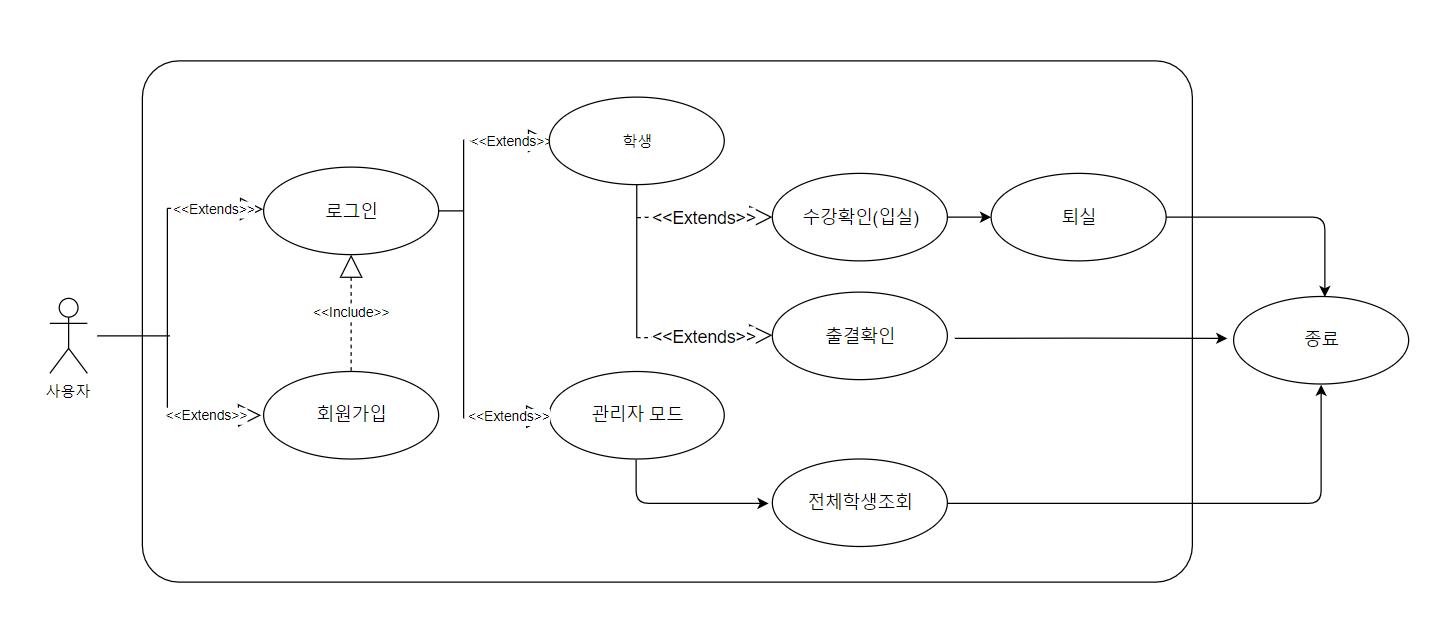 학생
<<Extends>>
<<Extends>>
로그인
<<Extends>>
수강확인(입실)
퇴실
<<Include>>
<<Extends>>
출결확인
종료
사용자
<<Extends>>
회원가입
<<Extends>>
관리자 모드
전체학생조회